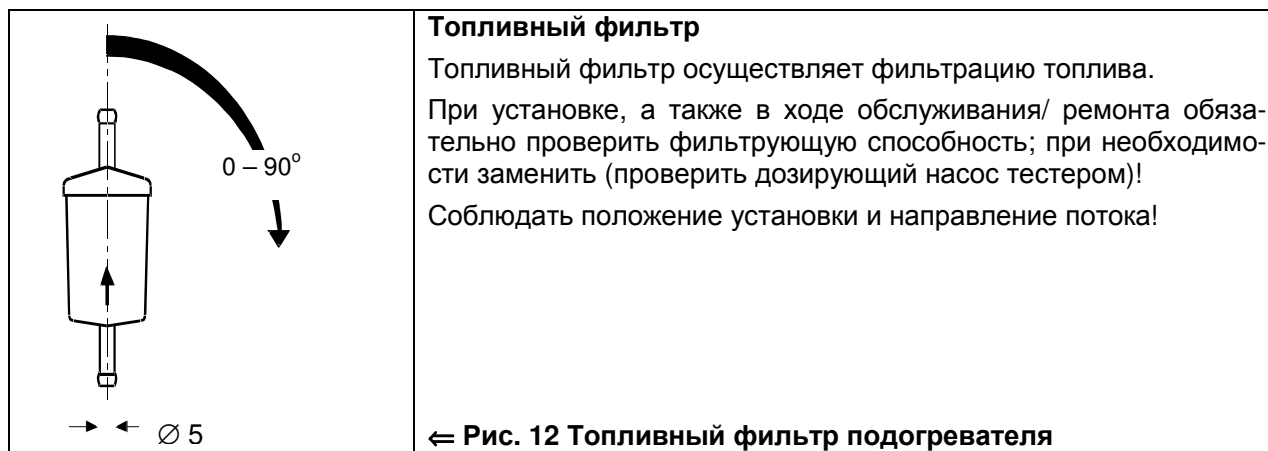 Топливный фильтр
Топливный фильтр осуществляет фильтрацию топлива.
При установке, а также в ходе обслуживания/ ремонта обяза-
тельно проверить фильтрующую способность; при необходимо-
сти заменить (проверить дозирующий насос тестером)!
Соблюдать положение установки и направление потока!
0 – 90°
∅ 5
⇐ Рис. 12 Топливный фильтр подогревателя